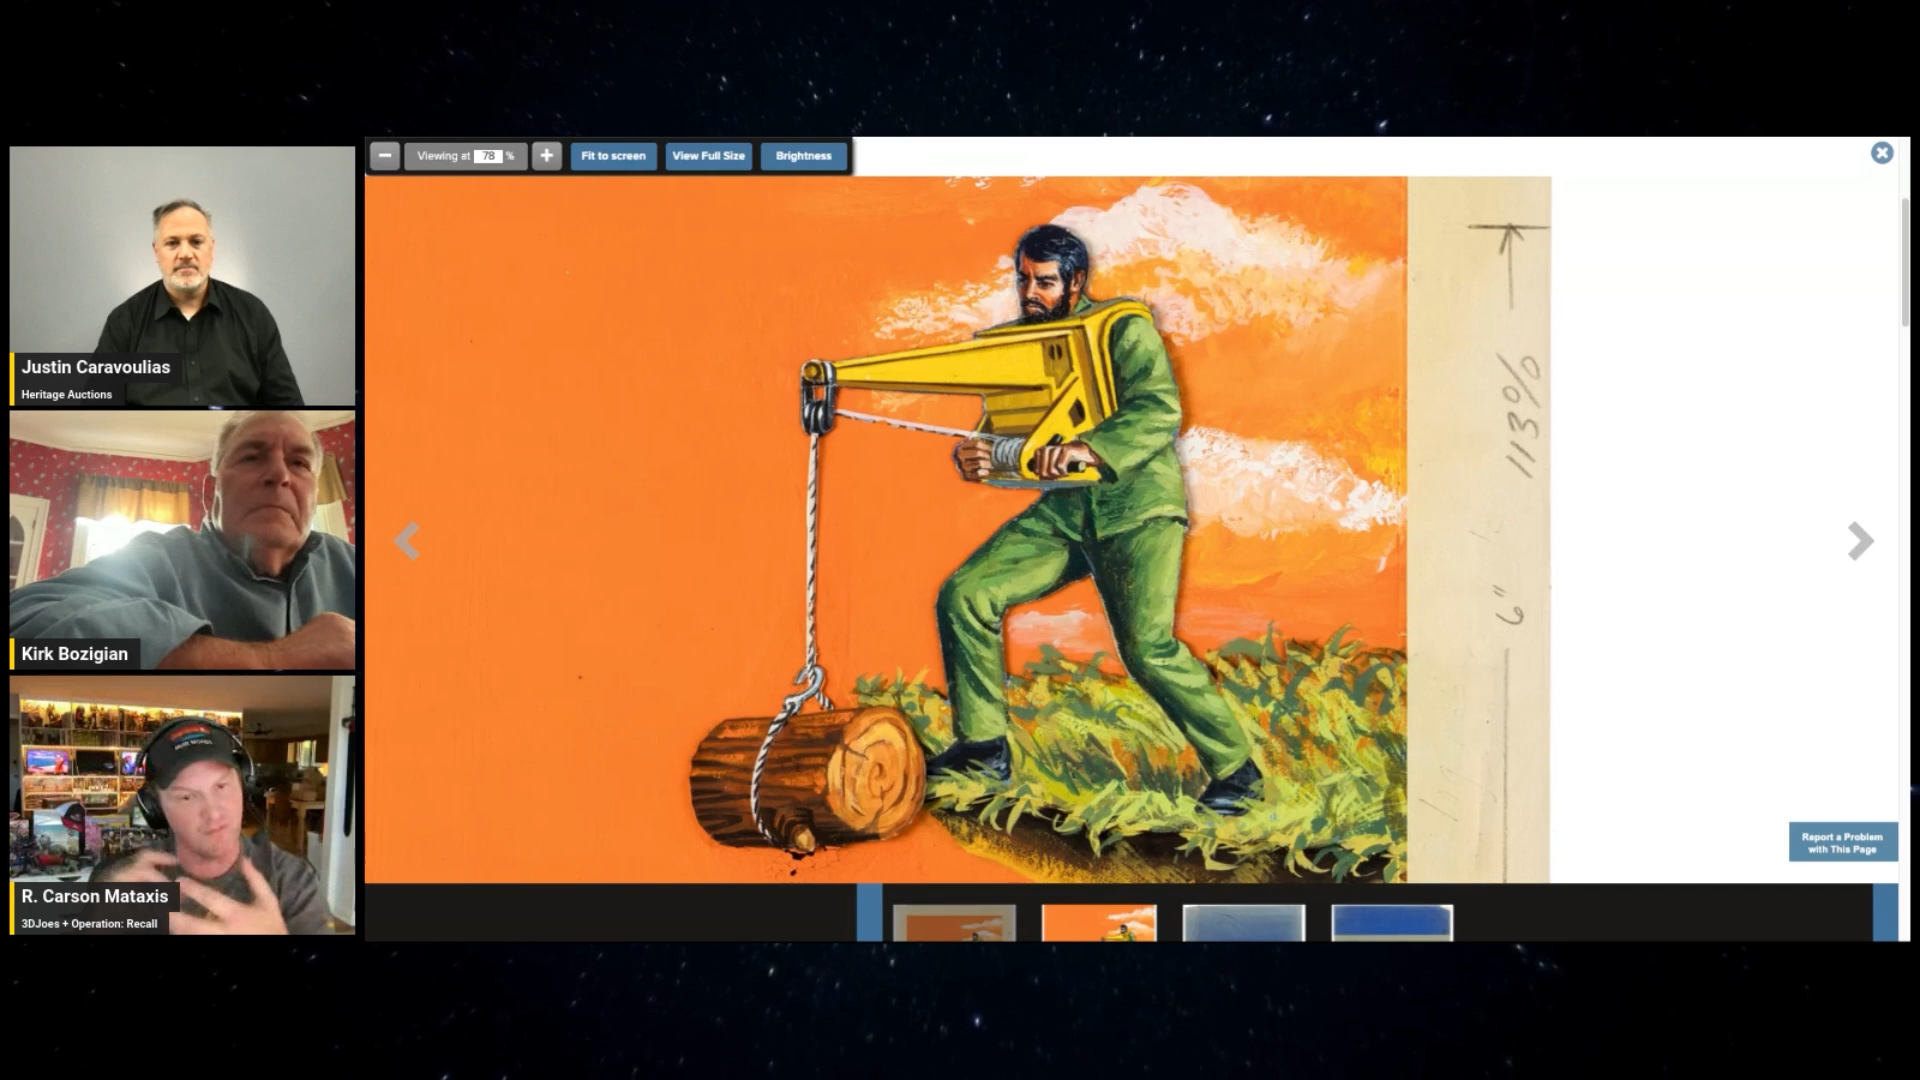 Viewing at 78 %
Fit to screen
View Full Size
Brightness
Justin Caravoulias
Heritage Auctions
Kirk Bozigian
R. Carson Mataxis
3DJoes + Operation: Recall
113%
6"
Report a Problem
with This Page